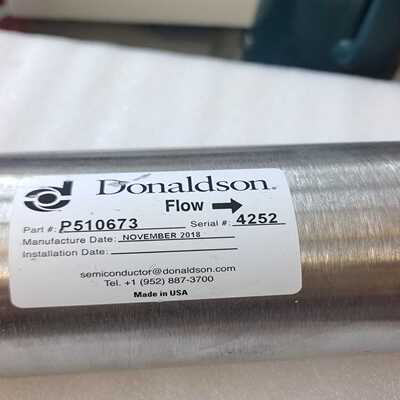 Donaldson®
Flow →
Part #: P510673 Serial #: 4252
Manufacture Date: NOVEMBER 2018
Installation Date:
semiconductor@donaldson.com
Tel. +1 (952) 887-3700
Made in USA